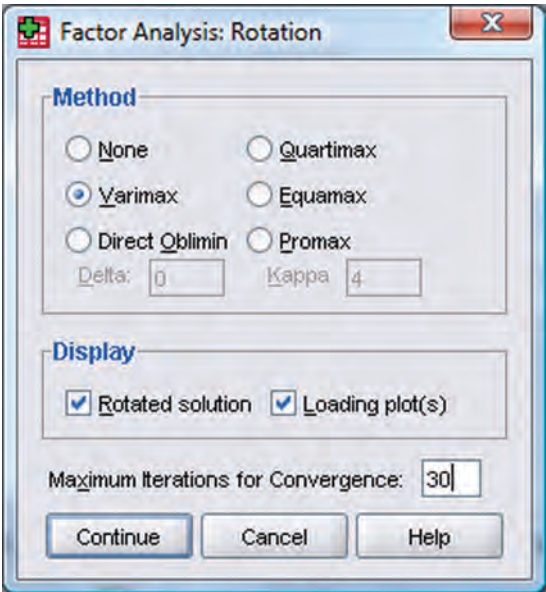 Factor Analysis: Rotation
Method
None Quartimax
Varimax Equamax
Direct Oblimin Promax
Delta: 0 Kappa 4
Display
Rotated solution Loading plot(s)
Maximum Iterations for Convergence: 30
Continue Cancel Help